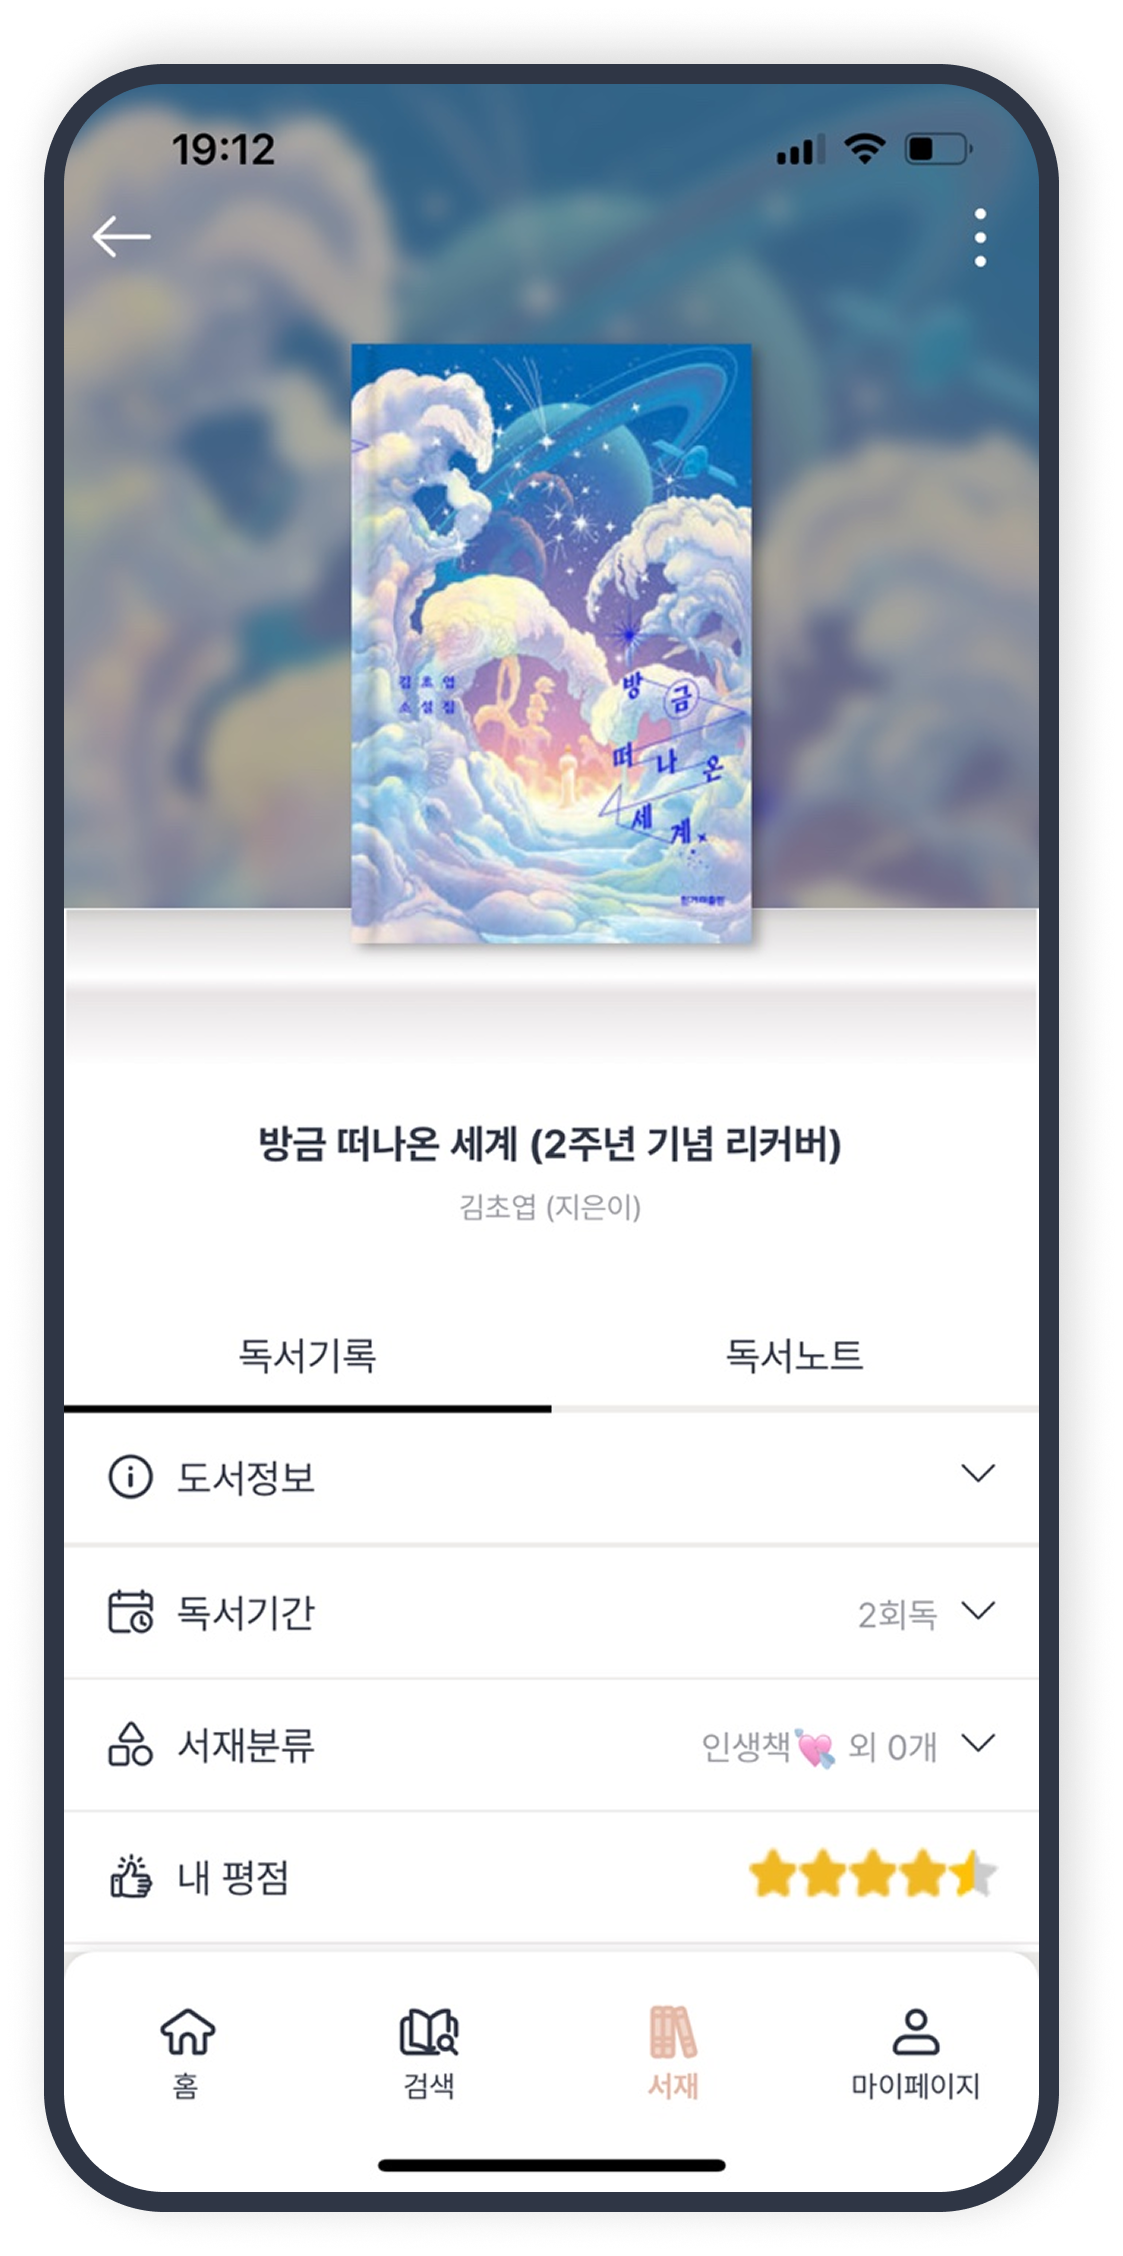 19:12
김초엽
소설집
방금
떠나온
세계
한겨레출판
방금 떠나온 세계 (2주년 기념 리커버)
김초엽 (지은이)
독서기록
독서노트
도서정보
독서기간
2회독
서재분류
인생책💘 외 0개
내 평점
홈
검색
서재
마이페이지